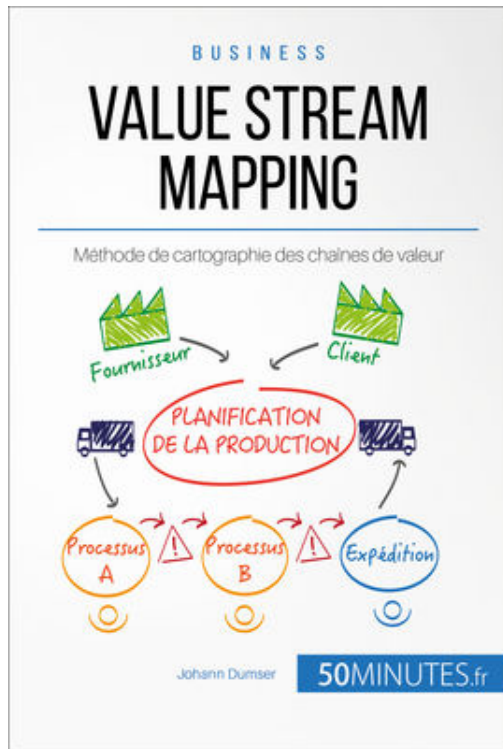 BUSINESS
VALUE STREAM
MAPPING
Méthode de cartographie des chaînes de valeur
Fournisseur
Client
PLANIFICATION
DE LA PRODUCTION
Processus
A
!
Processus
B
!
Expédition
Johann Dumser
50MINUTES.fr